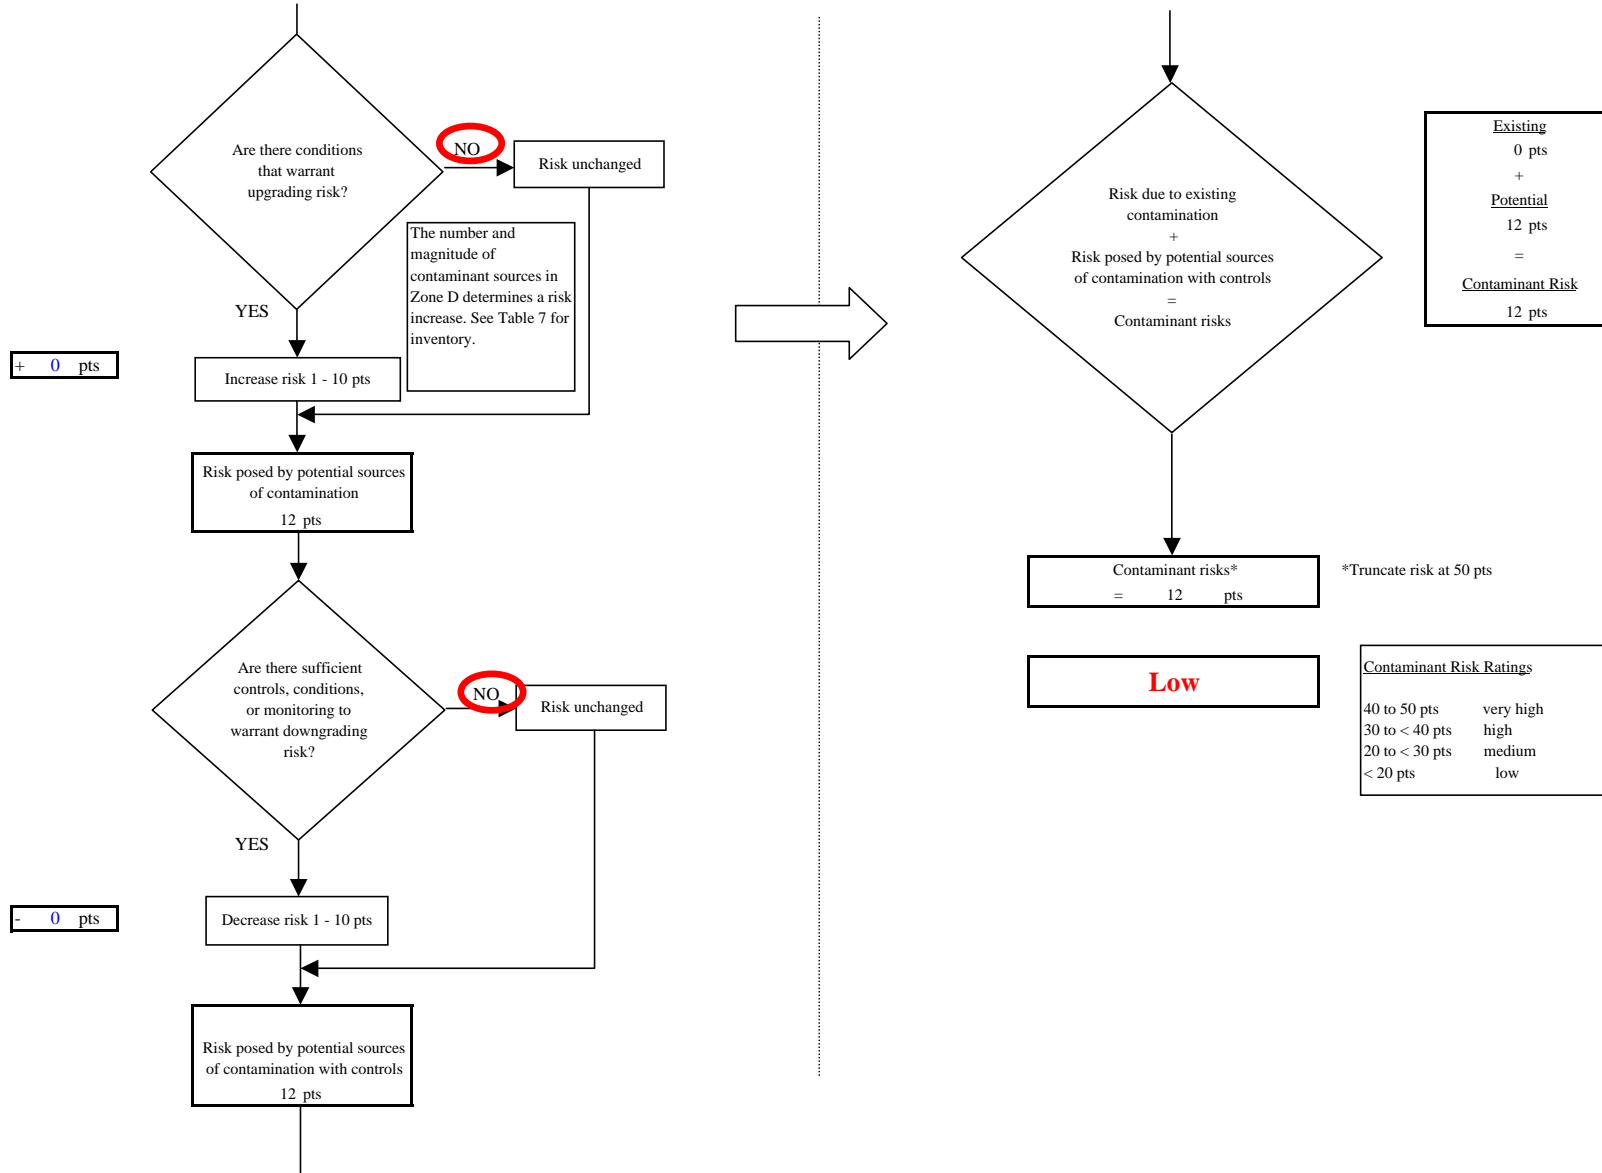 Are there conditions
that warrant
upgrading risk?
NO
Risk unchanged
The number and
magnitude of
contaminant sources in
Zone D determines a risk
increase. See Table 7 for
inventory.
YES
+ 0 pts
Increase risk 1 - 10 pts
Risk posed by potential sources
of contamination
12 pts
Are there sufficient
controls, conditions,
or monitoring to
warrant downgrading
risk?
NO
Risk unchanged
YES
- 0 pts
Decrease risk 1 - 10 pts
Risk posed by potential sources
of contamination with controls
12 pts
Risk due to existing
contamination
+
Risk posed by potential sources
of contamination with controls
=
Contaminant risks
Existing
0 pts
+
Potential
12 pts
=
Contaminant Risk
12 pts
Contaminant risks*
= 12 pts
*Truncate risk at 50 pts
Low
Contaminant Risk Ratings
40 to 50 pts very high
30 to < 40 pts high
20 to < 30 pts medium
< 20 pts low